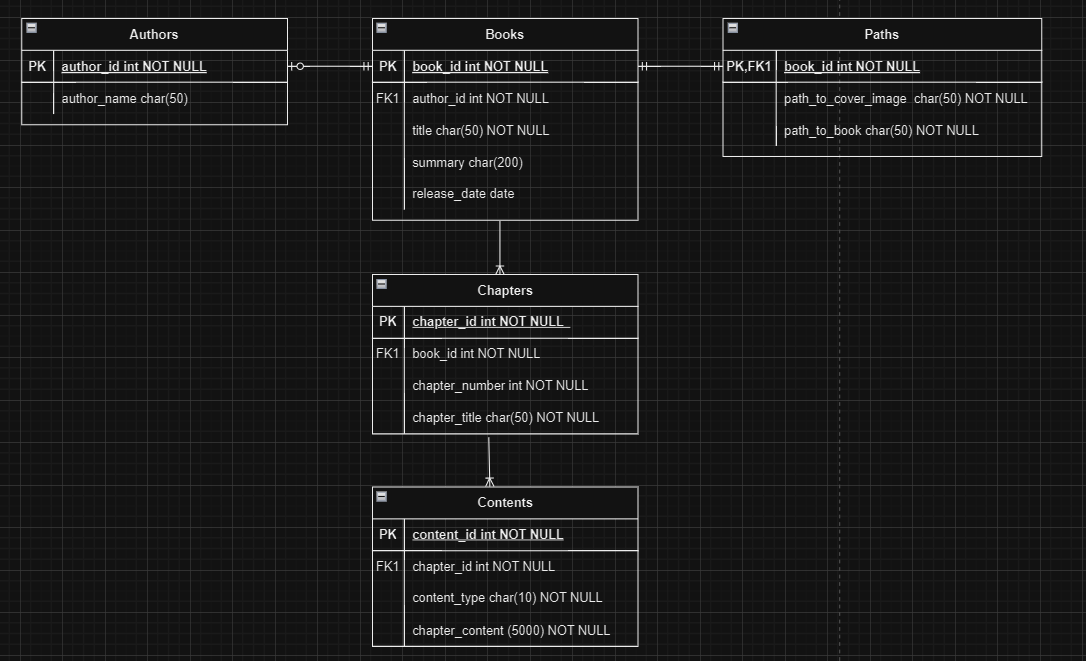 Authors
PK author_id int NOT NULL
author_name char(50)
Books
PK book_id int NOT NULL
FK1 author_id int NOT NULL
title char(50) NOT NULL
summary char(200)
release_date date
Paths
PK,FK1 book_id int NOT NULL
path_to_cover_image char(50) NOT NULL
path_to_book char(50) NOT NULL
Chapters
PK chapter_id int NOT NULL
FK1 book_id int NOT NULL
chapter_number int NOT NULL
chapter_title char(50) NOT NULL
Contents
PK content_id int NOT NULL
FK1 chapter_id int NOT NULL
content_type char(10) NOT NULL
chapter_content (5000) NOT NULL